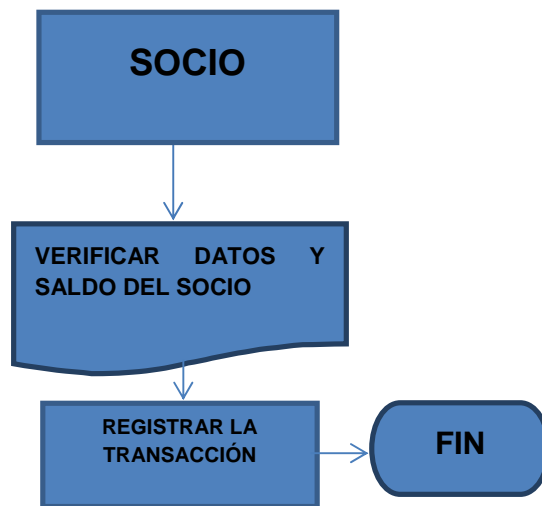 SOCIO
VERIFICAR DATOS Y
SALDO DEL SOCIO
REGISTRAR LA
TRANSACCIÓN
FIN